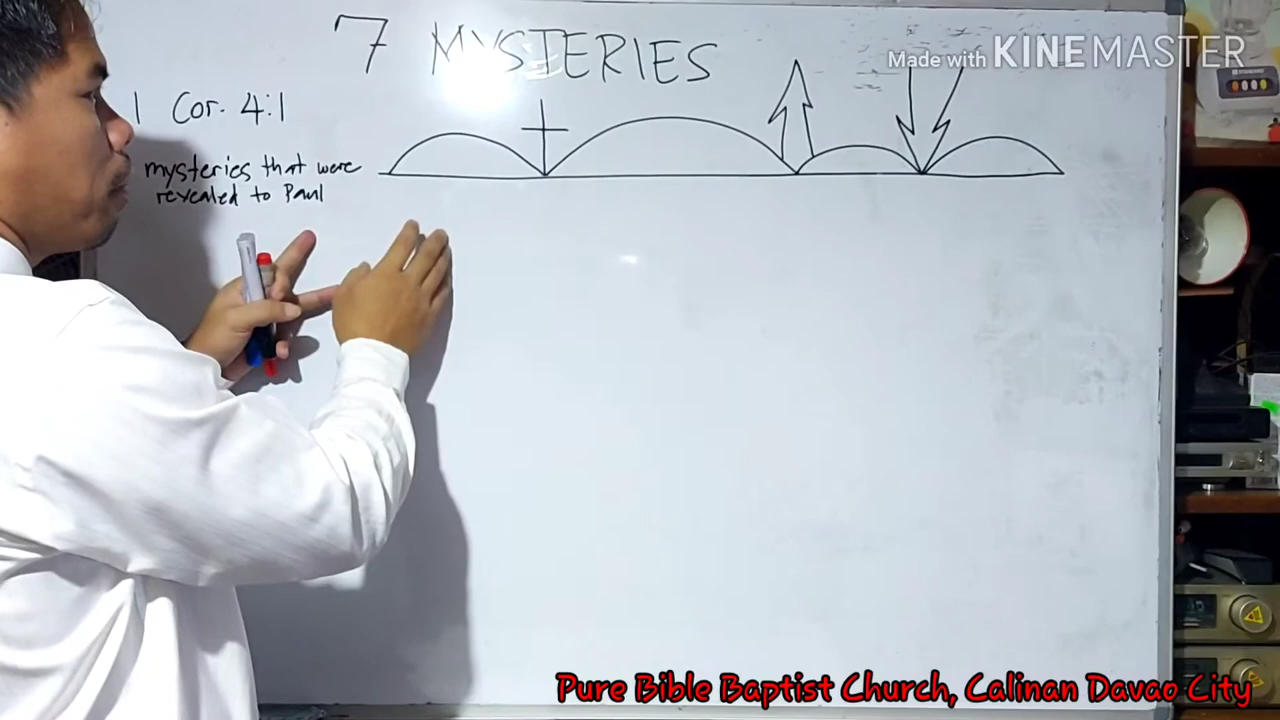 7 MYSTERIES
Made with KINEMASTER
STANDARD
1 Cor. 4:1
mysteries that were
revealed to Paul
Pure Bible Baptist Church, Calinan Davao City